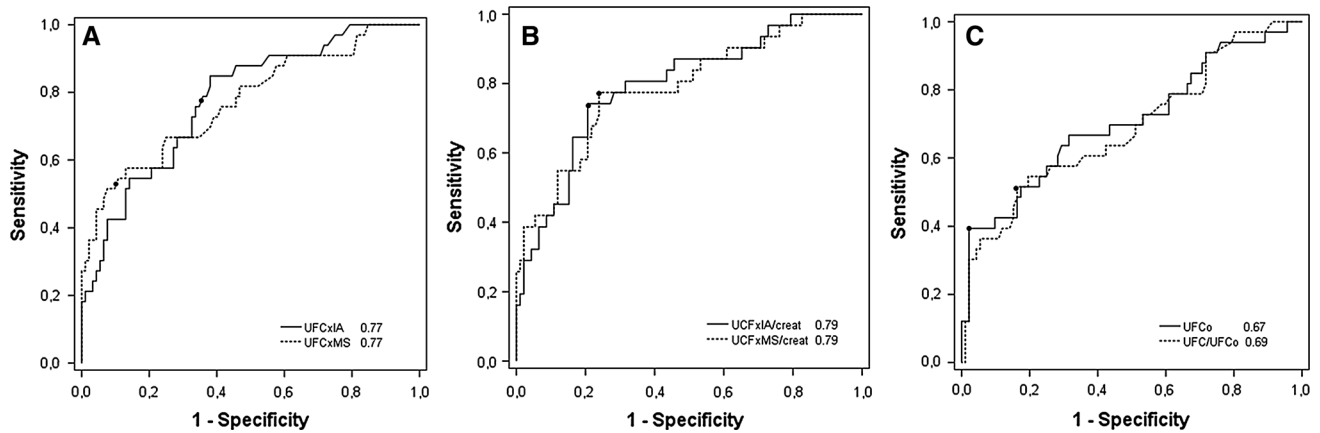 A
1,0
0,8
0,6
0,4
0,2
0,0
Sensitivity
UFCxIA 0.77
UFCxMS 0.77
0,0 0,2 0,4 0,6 0,8 1,0
1 - Specificity
B
1,0
0,8
0,6
0,4
0,2
0,0
Sensitivity
UCFxIA/creat 0.79
UCFxMS/creat 0.79
0,0 0,2 0,4 0,6 0,8 1,0
1 - Specificity
C
1,0
0,8
0,6
0,4
0,2
0,0
Sensitivity
UFCo 0.67
UFC/UFCo 0.69
0,0 0,2 0,4 0,6 0,8 1,0
1 - Specificity